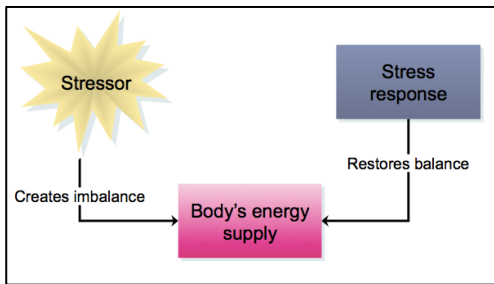 Stressor
Stress
response
Creates imbalance
Restores balance
Body's energy
supply